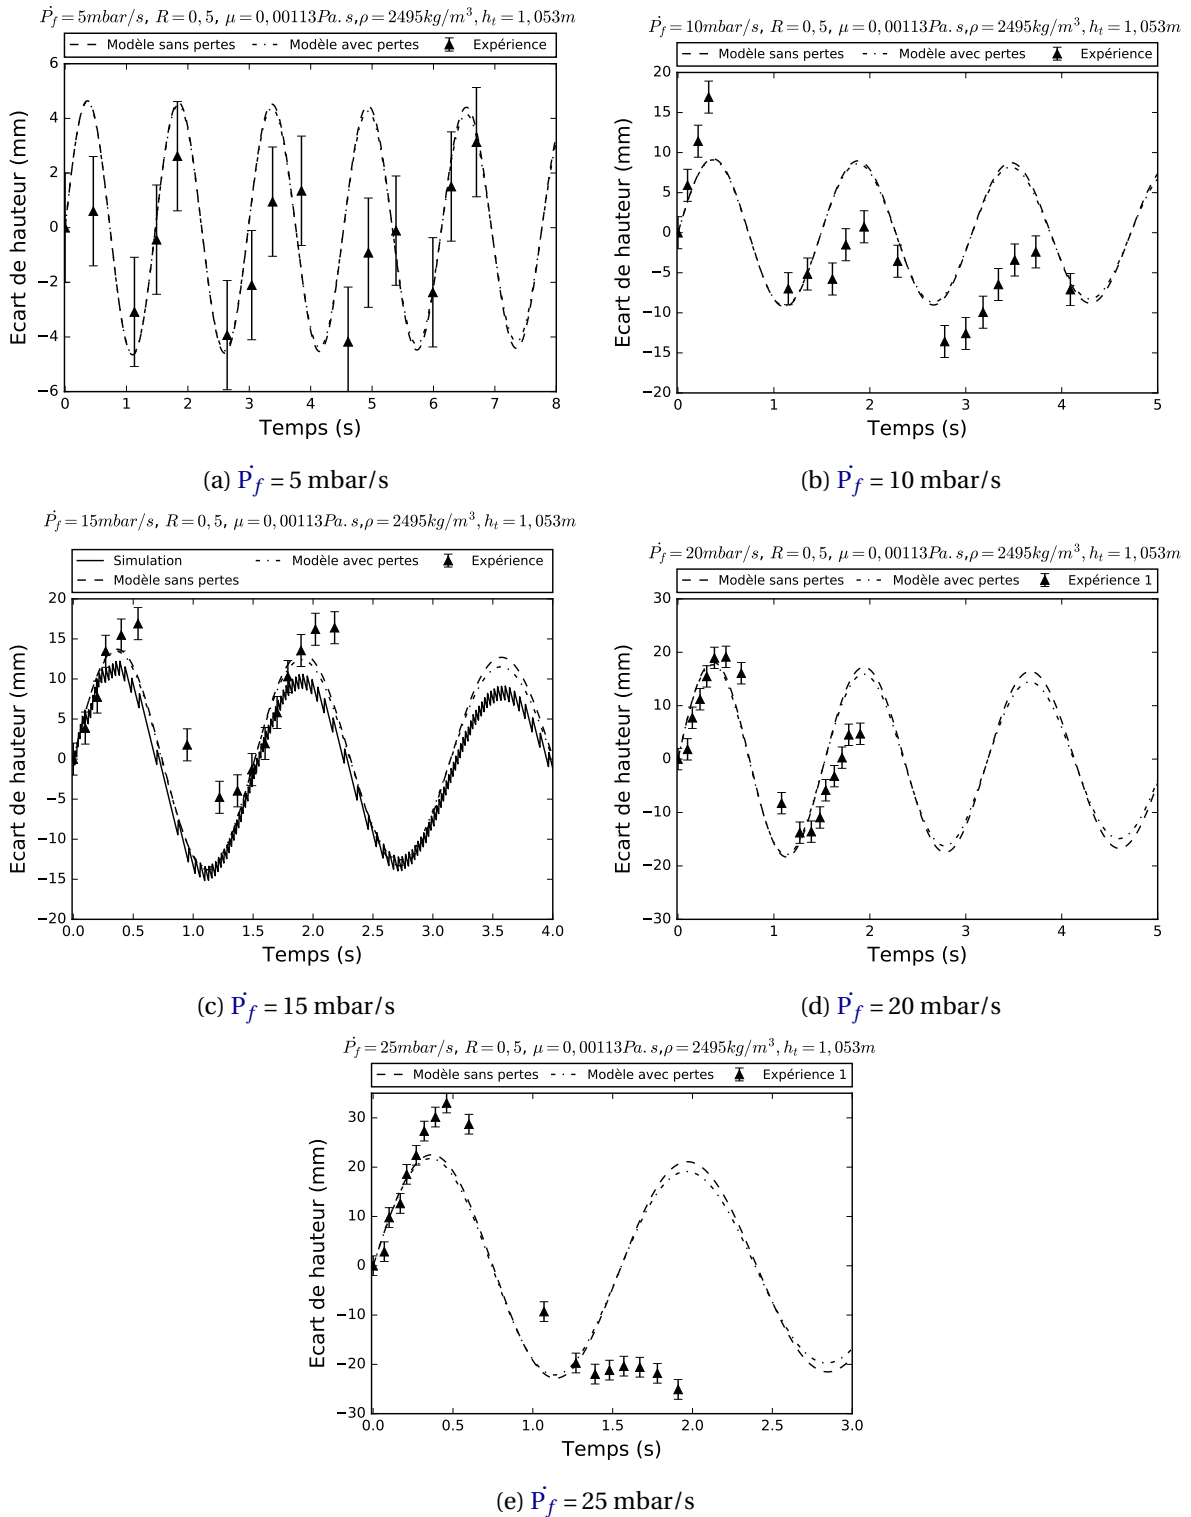 Ṗf = 5mbar/s, R = 0, 5, μ = 0, 00113Pa.s,ρ = 2495kg/m³, ht = 1, 053m
Modèle sans pertes Modèle avec pertes Expérience
6
4
2
0
−2
−4
−6
Ecart de hauteur (mm)
0 1 2 3 4 5 6 7 8
Temps (s)
(a) Ṗf = 5 mbar/s
Ṗf = 10mbar/s, R = 0, 5, μ = 0, 00113Pa.s,ρ = 2495kg/m³, ht = 1, 053m
Modèle sans pertes Modèle avec pertes Expérience
20
15
10
5
0
−5
−10
−15
−20
Ecart de hauteur (mm)
0 1 2 3 4 5
Temps (s)
(b) Ṗf = 10 mbar/s
Ṗf = 15mbar/s, R = 0, 5, μ = 0, 00113Pa.s,ρ = 2495kg/m³, ht = 1, 053m
Simulation Modèle avec pertes Expérience
Modèle sans pertes
20
15
10
5
0
−5
−10
−15
−20
Ecart de hauteur (mm)
0.0 0.5 1.0 1.5 2.0 2.5 3.0 3.5 4.0
Temps (s)
(c) Ṗf = 15 mbar/s
Ṗf = 20mbar/s, R = 0, 5, μ = 0, 00113Pa.s,ρ = 2495kg/m³, ht = 1, 053m
Modèle sans pertes Modèle avec pertes Expérience 1
30
20
10
0
−10
−20
−30
Ecart de hauteur (mm)
0 1 2 3 4 5
Temps (s)
(d) Ṗf = 20 mbar/s
Ṗf = 25mbar/s, R = 0, 5, μ = 0, 00113Pa.s,ρ = 2495kg/m³, ht = 1, 053m
Modèle sans pertes Modèle avec pertes Expérience 1
30
20
10
0
−10
−20
−30
Ecart de hauteur (mm)
0.0 0.5 1.0 1.5 2.0 2.5 3.0
Temps (s)
(e) Ṗf = 25 mbar/s